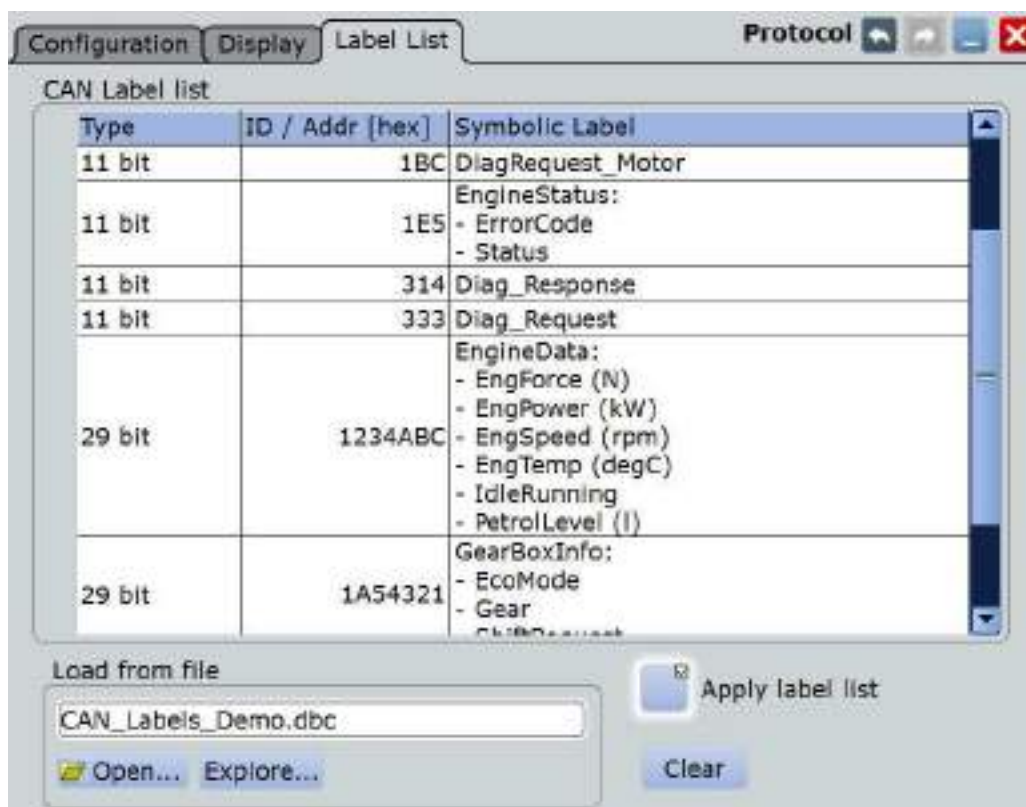 Configuration Display Label List Protocol
CAN Label list
Type ID / Addr [hex] Symbolic Label
11 bit 1BC DiagRequest_Motor
EngineStatus:
11 bit 1E5 - ErrorCode
- Status
11 bit 314 Diag_Response
11 bit 333 Diag_Request
EngineData:
- EngForce (N)
- EngPower (kW)
29 bit 1234ABC - EngSpeed (rpm)
- EngTemp (degC)
- IdleRunning
- PetrolLevel (l)
GearBoxInfo:
29 bit 1A54321 - EcoMode
- Gear
Load from file
Apply label list
CAN_Labels_Demo.dbc
Open... Explore... Clear